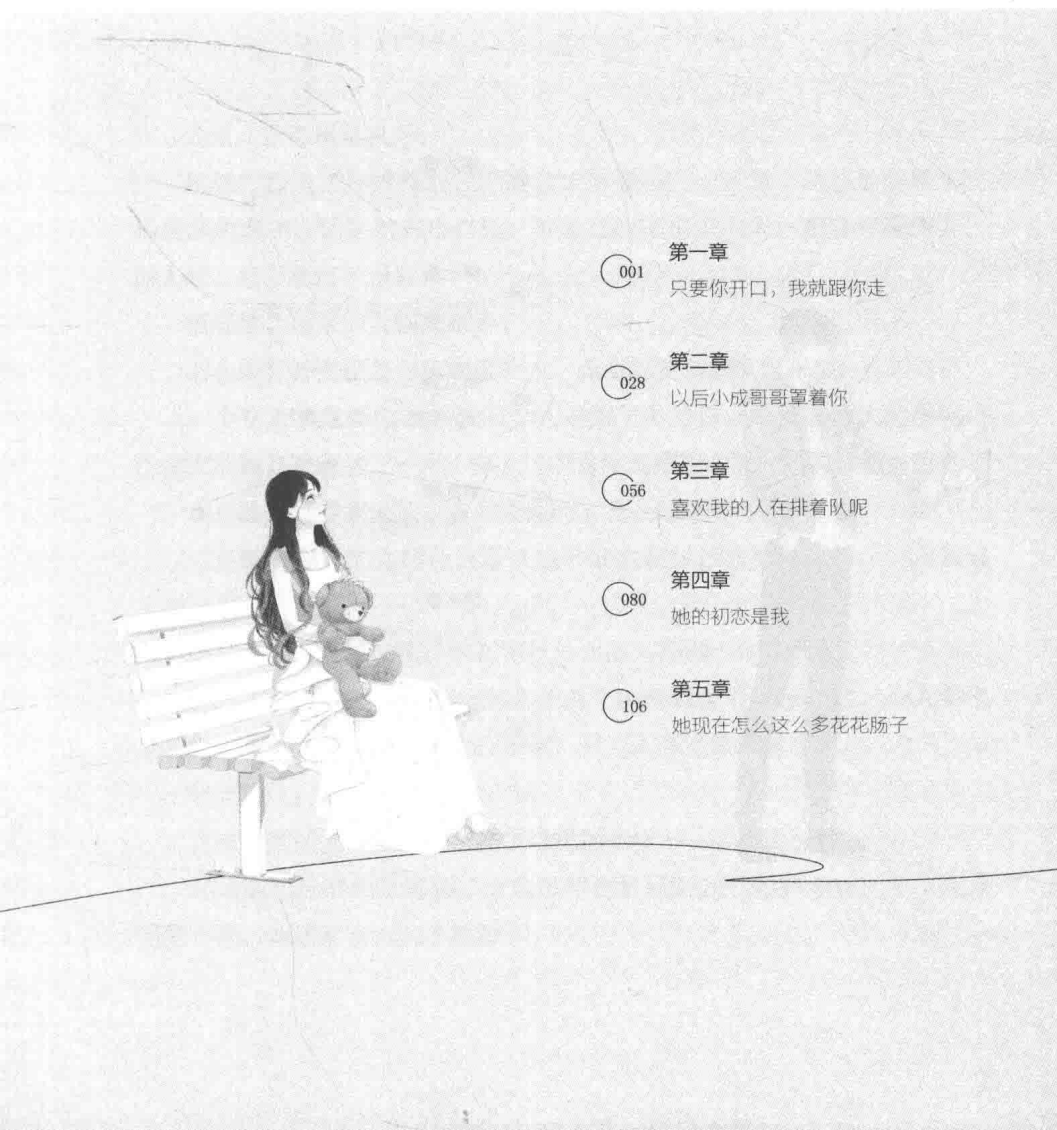 第一章
001
只要你开口，我就跟你走
第二章
028
以后小成哥哥罩着你
第三章
056
喜欢我的人在排着队呢
第四章
080
她的初恋是我
第五章
106
她现在怎么这么多花花肠子